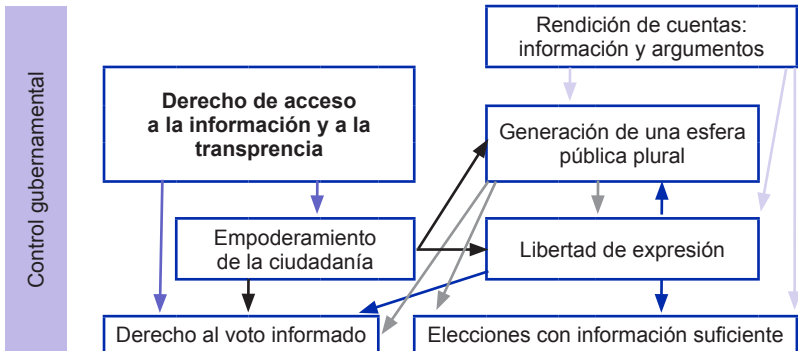 Control gubernamental
Rendición de cuentas:
información y argumentos
Derecho de acceso
a la información y a la
transprencia
Generación de una esfera
pública plural
Empoderamiento
de la ciudadanía
Libertad de expresión
Derecho al voto informado
Elecciones con información suficiente